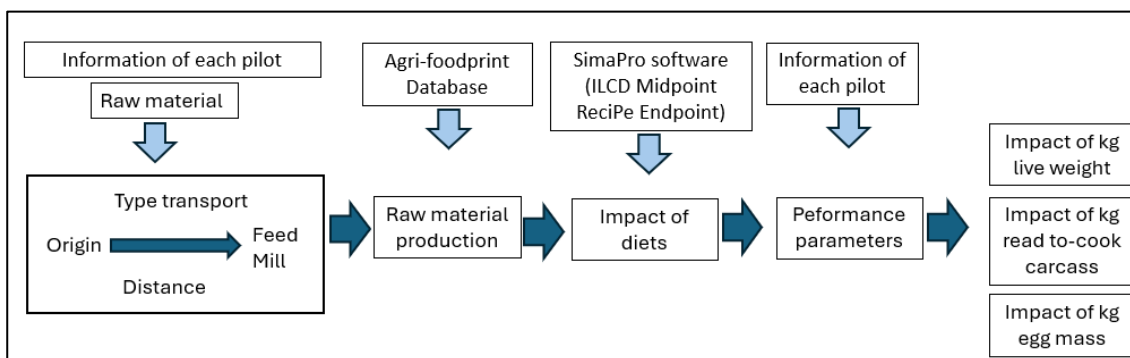 Information of each pilot
Raw material
Agri-foodprint
Database
SimaPro software
(ILCD Midpoint
ReciPe Endpoint)
Information of
each pilot
Type transport
Origin
Feed
Mill
Distance
Raw material
production
Impact of
diets
Peformance
parameters
Impact of kg
live weight
Impact of kg
read to-cook
carcass
Impact of kg
egg mass